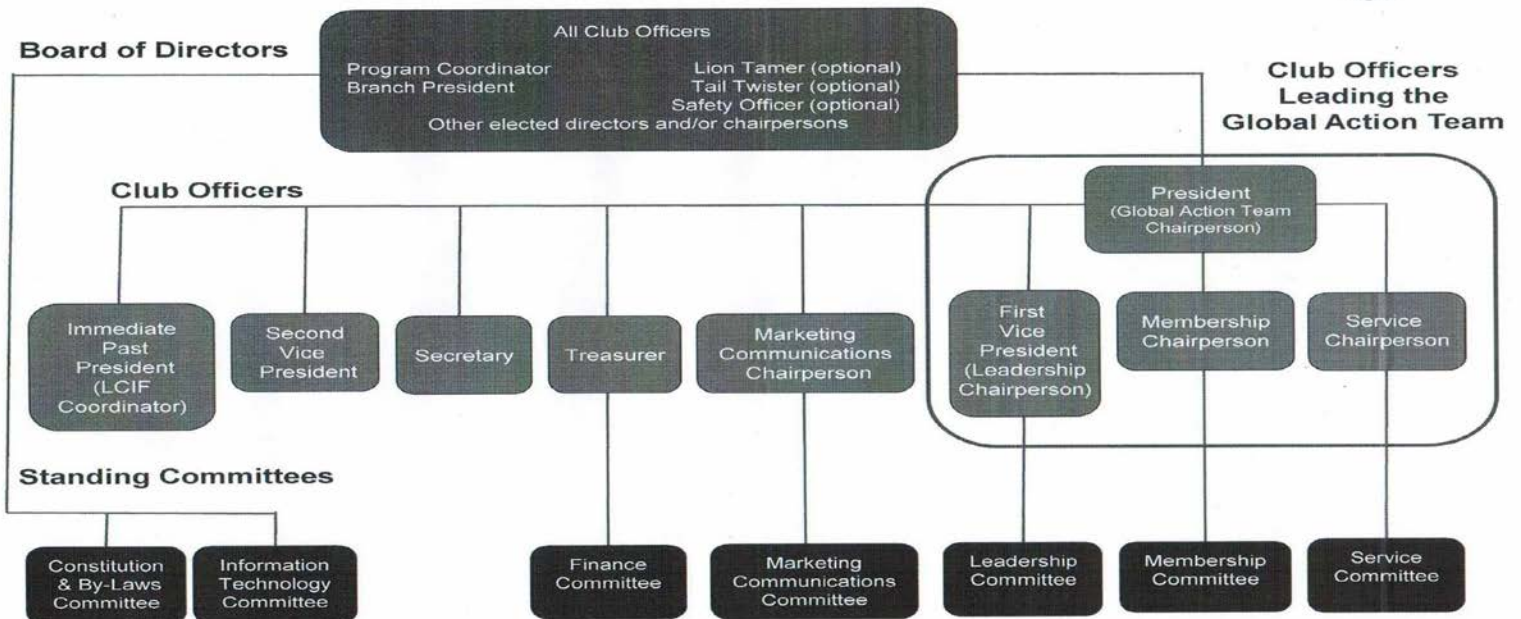 Board of Directors
All Club Officers
Program Coordinator
Branch President
Lion Tamer (optional)
Tail Twister (optional)
Safety Officer (optional)
Other elected directors and/or chairpersons
Club Officers
Leading the
Global Action Team
Club Officers
President
(Global Action Team
Chairperson)
Immediate
Past
President
(LCIF
Coordinator)
Second
Vice
President
Secretary
Treasurer
Marketing
Communications
Chairperson
First
Vice
President
(Leadership
Chairperson)
Membership
Chairperson
Service
Chairperson
Standing Committees
Constitution
& By-Laws
Committee
Information
Technology
Committee
Finance
Committee
Marketing
Communications
Committee
Leadership
Committee
Membership
Committee
Service
Committee